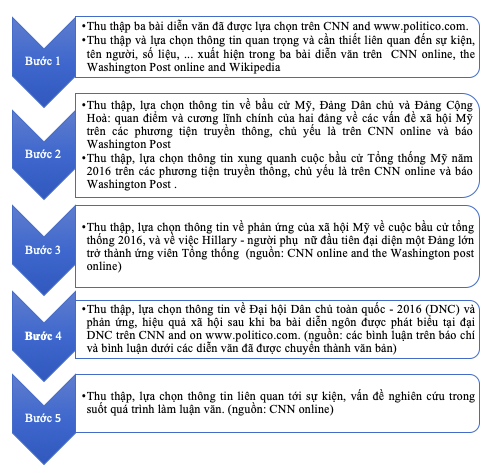 Bước 1
•Thu thập ba bài diễn văn đã được lựa chọn trên CNN and www.politico.com.
•Thu thập và lựa chọn thông tin quan trọng và cần thiết liên quan đến sự kiện,
tên người, số liệu, ... xuất hiện trong ba bài diễn văn trên CNN online, the
Washington Post online and Wikipedia
Bước 2
•Thu thập, lựa chọn thông tin về bầu cử Mỹ, Đảng Dân chủ và Đảng Cộng
Hoà: quan điểm và cương lĩnh chính của hai đảng về các vấn đề xã hội Mỹ
trên các phương tiện truyền thông, chủ yếu là trên CNN online và báo
Washington Post
•Thu thập, lựa chọn thông tin xung quanh cuộc bầu cử Tổng thống Mỹ năm
2016 trên các phương tiện truyền thông, chủ yếu là trên CNN online và báo
Washington Post .
Bước 3
•Thu thập, lựa chọn thông tin về phản ứng của xã hội Mỹ về cuộc bầu cử tổng
thống 2016, và về việc Hillary - người phụ nữ đầu tiên đại diện một Đảng lớn
trở thành ứng viên Tổng thống (nguồn: CNN online and the Washington post
online)
Bước 4
•Thu thập, lựa chọn thông tin về Đại hội Dân chủ toàn quốc - 2016 (DNC) và
phản ứng, hiệu quả xã hội sau khi ba bài diễn ngôn được phát biểu tại đại
DNC trên CNN and on www.politico.com. (nguồn: các bình luận trên báo chí
và bình luận dưới các diễn văn đã được chuyển thành văn bản)
Bước 5
•Thu thập, lựa chọn thông tin liên quan tới sự kiện, vấn đề nghiên cứu trong
suốt quá trình làm luận văn. (nguồn: CNN online)